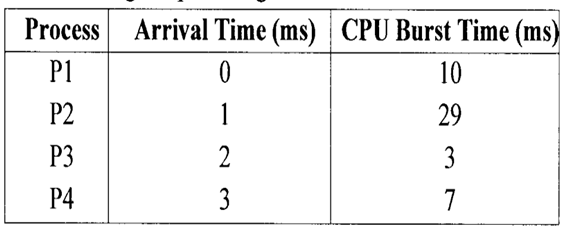 Process Arrival Time (ms) CPU Burst Time (ms)
P1 0 10
P2 1 29
P3 2 3
P4 3 7